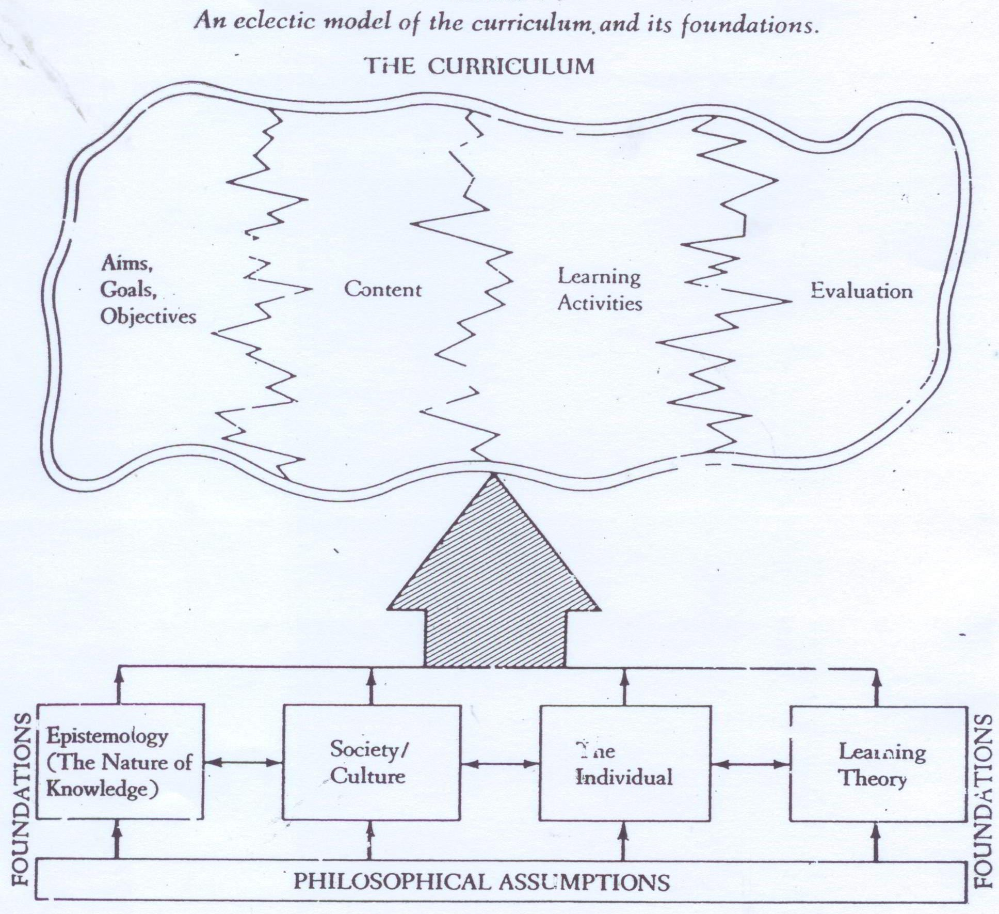 An eclectic model of the curriculum and its foundations.
THE CURRICULUM
Aims,
Goals,
Objectives
Content
Learning
Activities
Evaluation
FOUNDATIONS
Epistemology
(The Nature of
Knowledge)
Society/
Culture
The
Individual
Learning
Theory
FOUNDATIONS
PHILOSOPHICAL ASSUMPTIONS